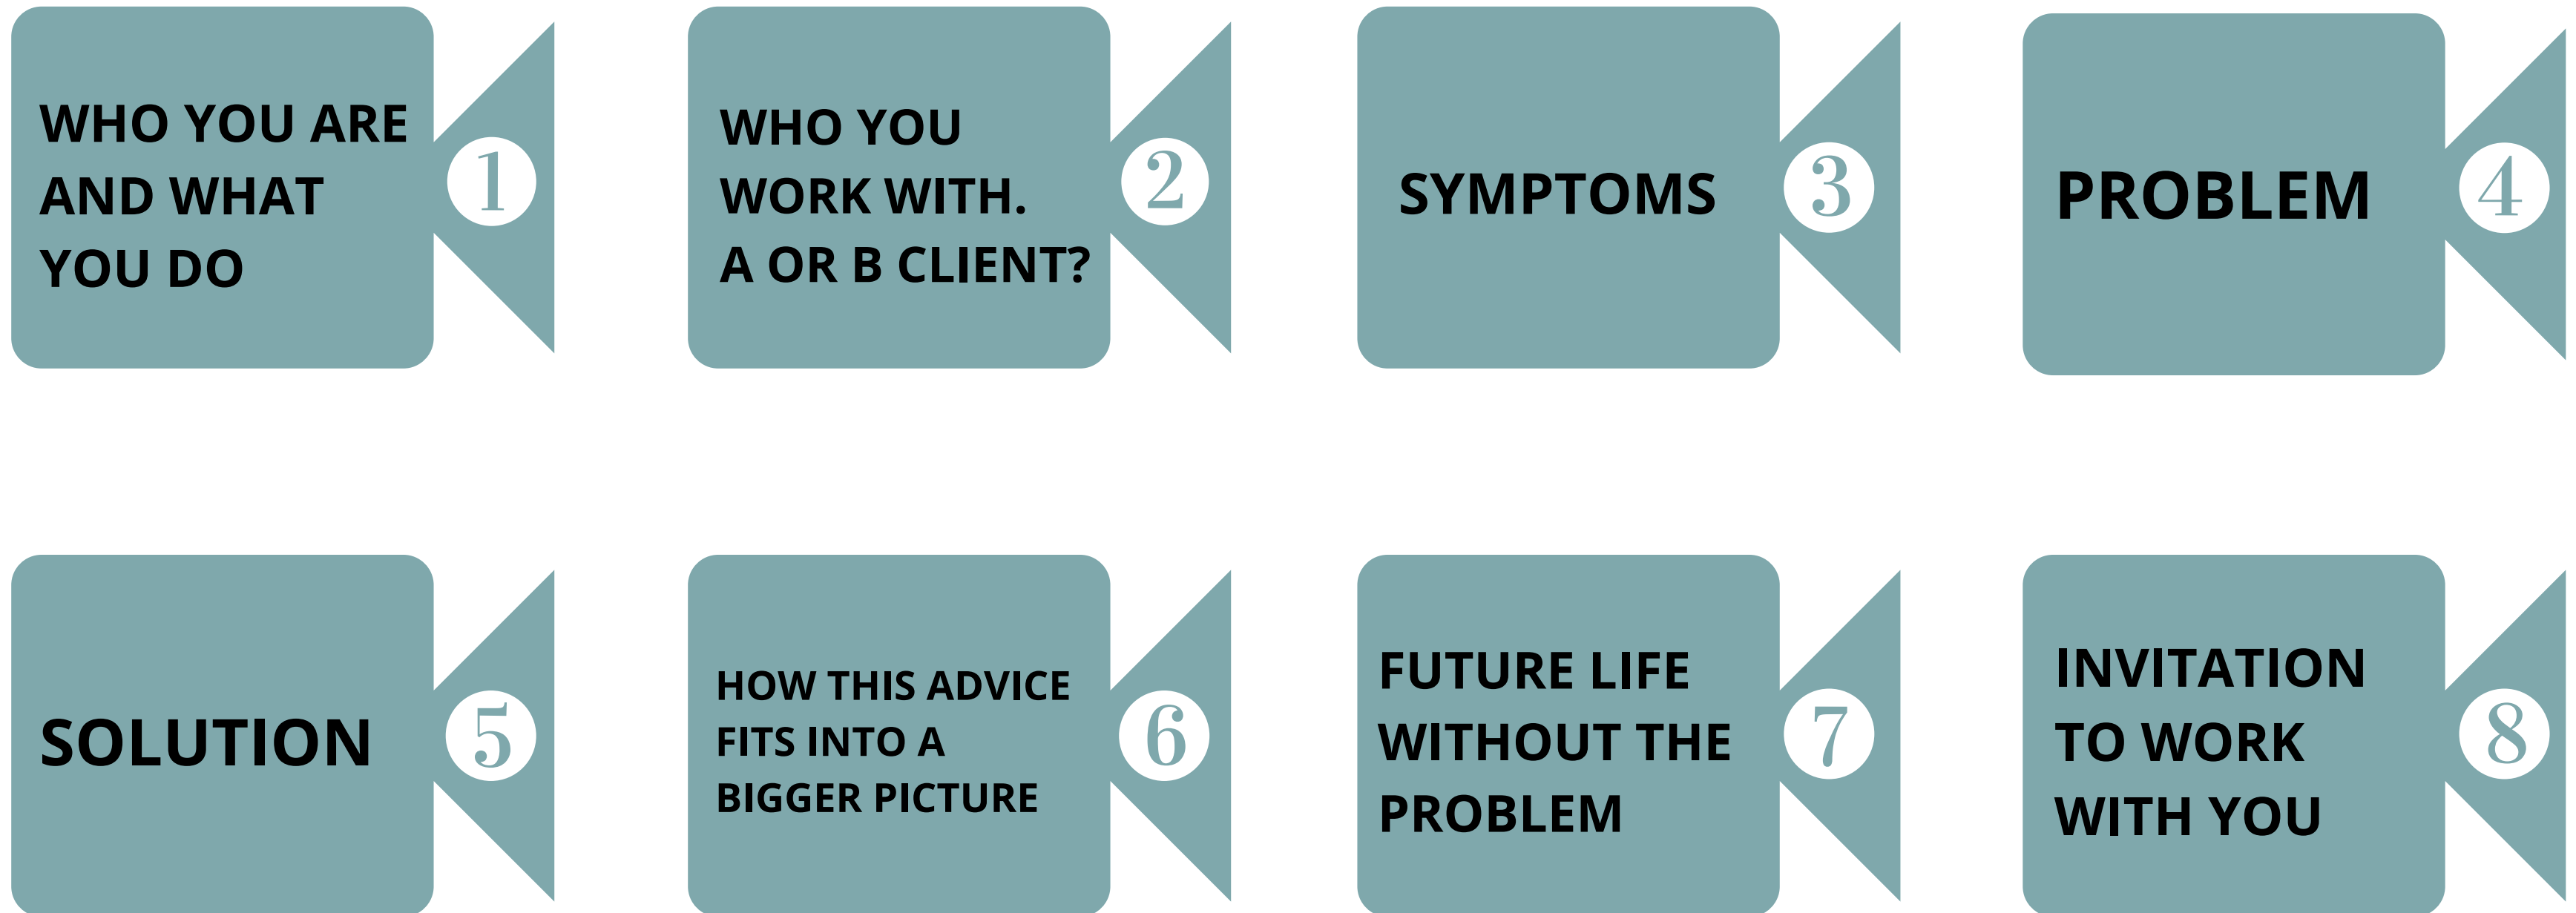 WHO YOU ARE
AND WHAT
YOU DO
1
WHO YOU
WORK WITH.
A OR B CLIENT?
2
SYMPTOMS
3
PROBLEM
4
SOLUTION
5
HOW THIS ADVICE
FITS INTO A
BIGGER PICTURE
6
FUTURE LIFE
WITHOUT THE
PROBLEM
7
INVITATION
TO WORK
WITH YOU
8